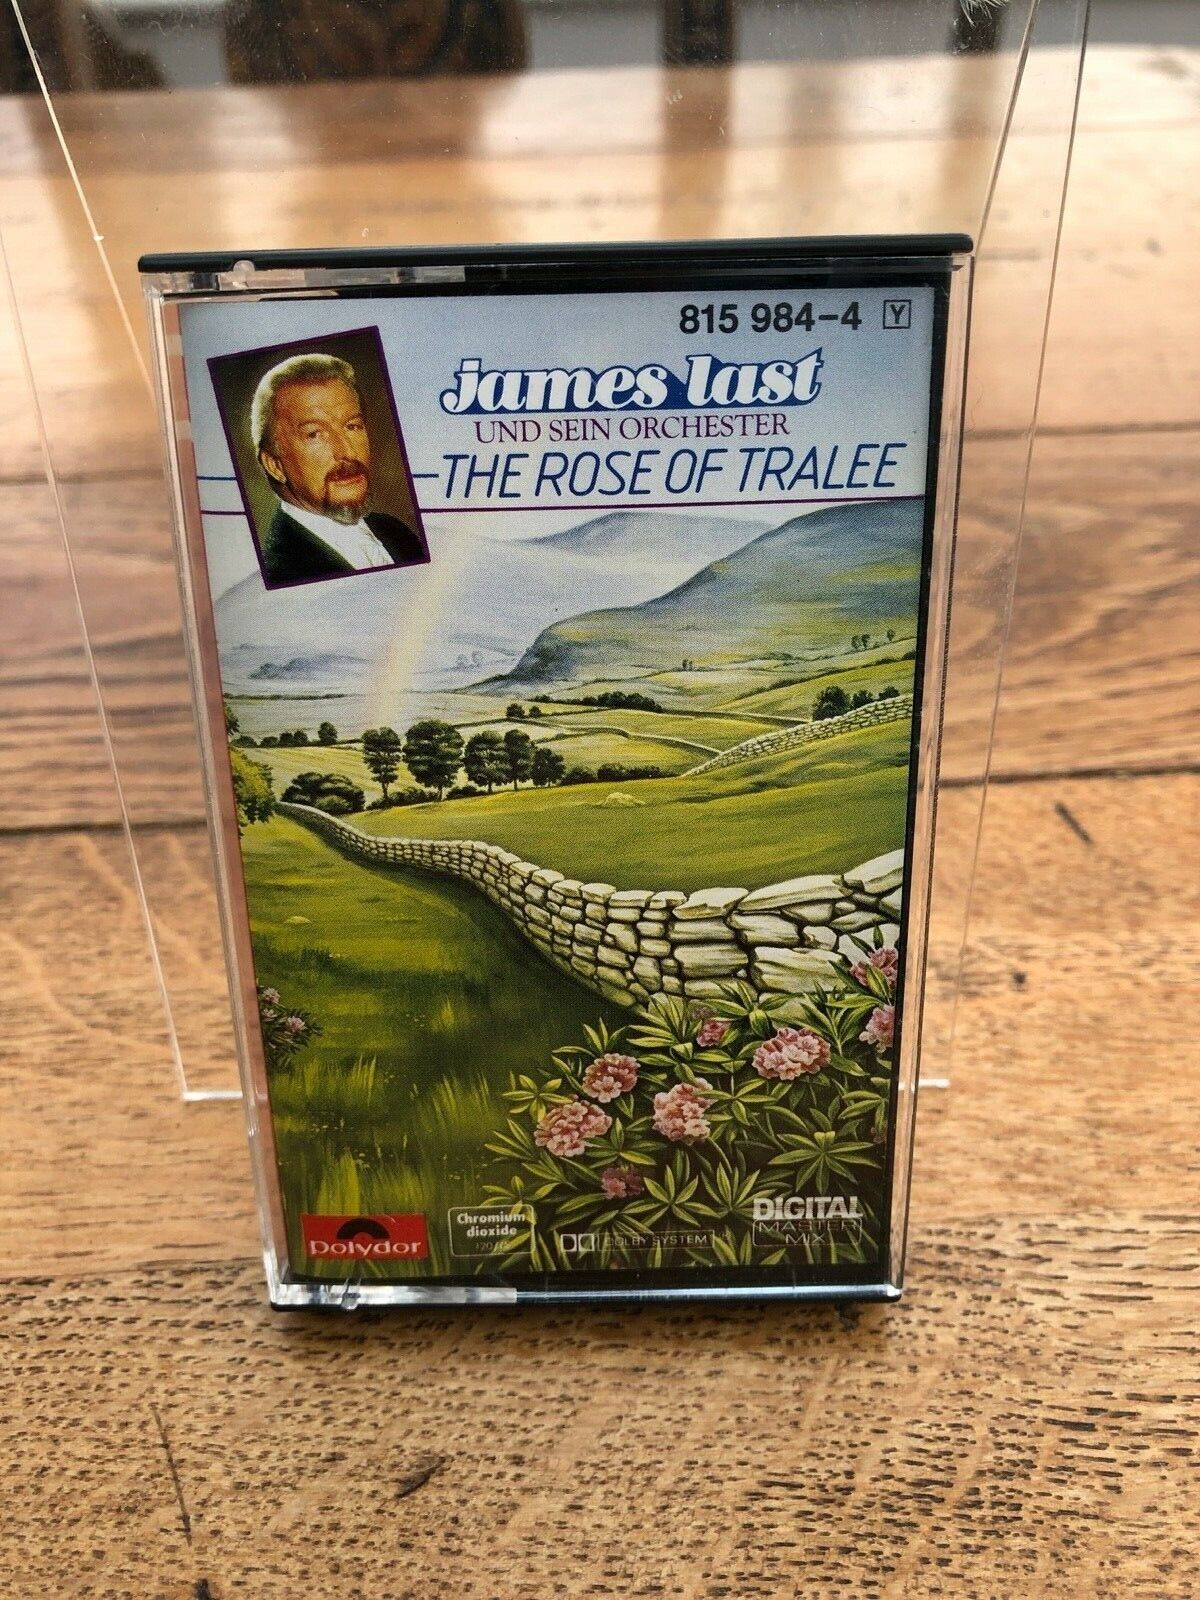 815 984-4 Y
james last
UND SEIN ORCHESTER
THE ROSE OF TRALEE
polydor
Chromium
dioxide
DOLBY SYSTEM
DIGITAL
MASTER
MIX